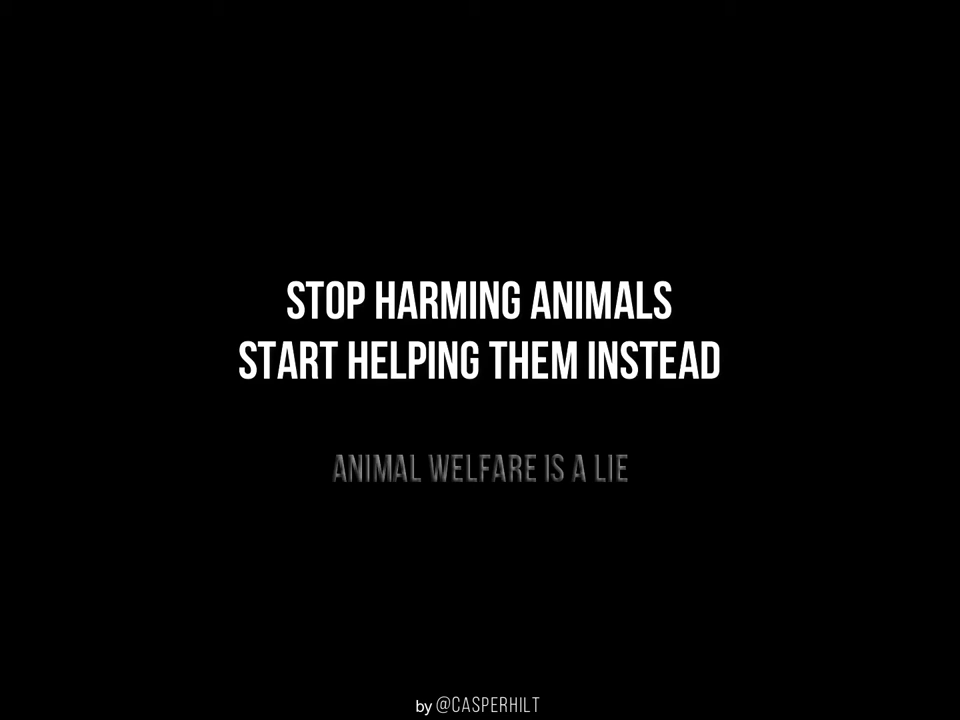 STOP HARMING ANIMALS
START HELPING THEM INSTEAD
ANIMAL WELFARE IS A LIE
by @CASPERHILT